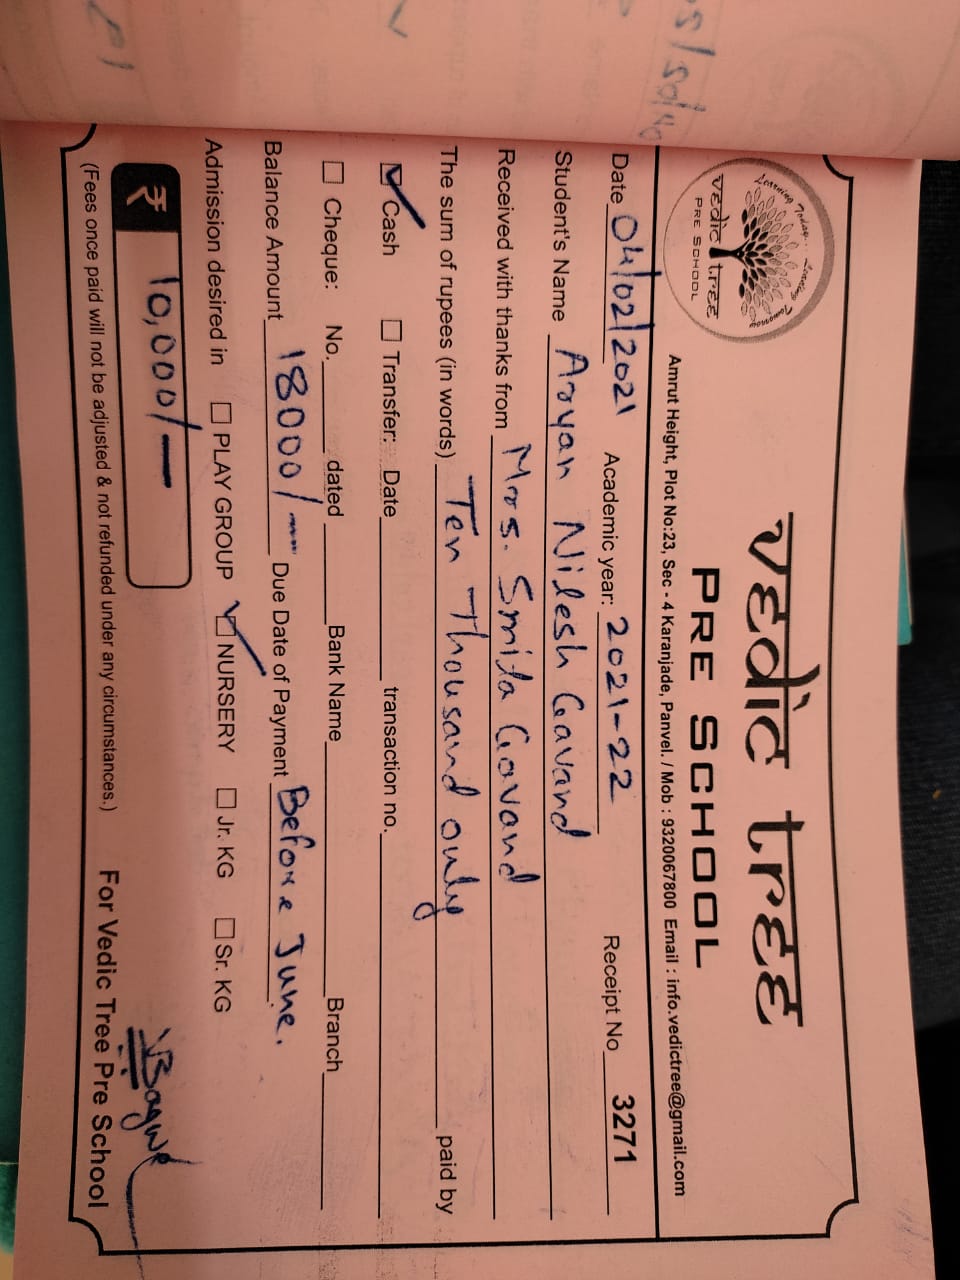 vedic tree
PRE SCHOOL
Learning Today... Leading Tomorrow
vedic tree
PRE SCHOOL
Amrut Height, Plot No:23, Sec - 4 Karanjade, Panvel. / Mob : 9320067800 Email : info.vedictree@gmail.com
Date 04/02/2021 Academic year: 2021-22 Receipt No 3271
Student's Name Aaryan Nilesh Gavand
Received with thanks from Mrs. Smita Gavand
The sum of rupees (in words) Ten Thousand only paid by
Cash Transfer: Date transaction no.
Cheque: No. dated Bank Name Branch
Balance Amount 18000/- Due Date of Payment Before June.
Admission desired in PLAY GROUP NURSERY Jr. KG Sr. KG
₹ 10,000/-
(Fees once paid will not be adjusted & not refunded under any circumstances.) For Vedic Tree Pre School